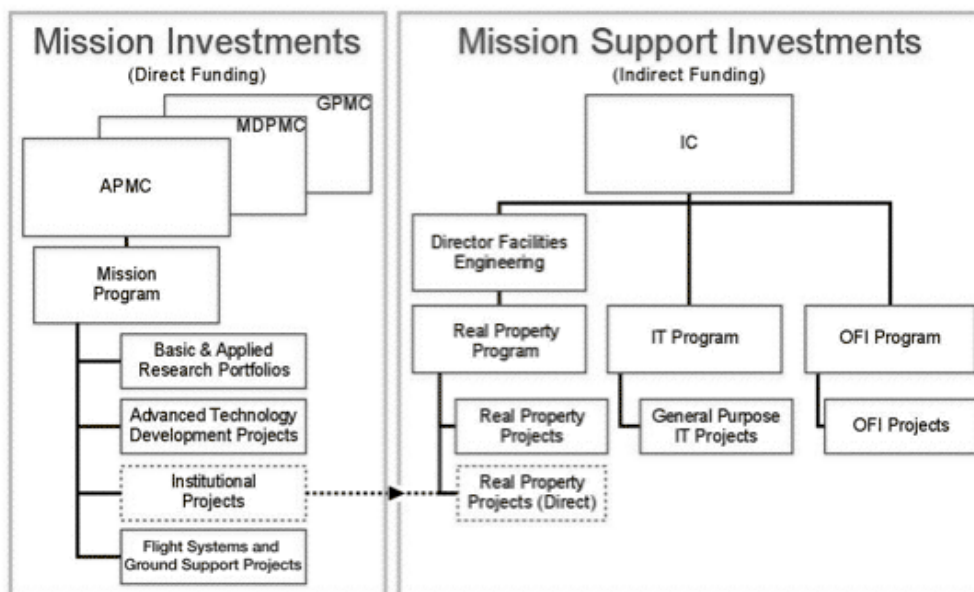 Mission Investments
(Direct Funding)
GPMC
MDPMC
APMC
Mission
Program
Basic & Applied
Research Portfolios
Advanced Technology
Development Projects
Institutional
Projects
Flight Systems and
Ground Support Projects
Mission Support Investments
(Indirect Funding)
IC
Director Facilities
Engineering
Real Property
Program
IT Program
OFI Program
Real Property
Projects
General Purpose
IT Projects
OFI Projects
Real Property
Projects (Direct)